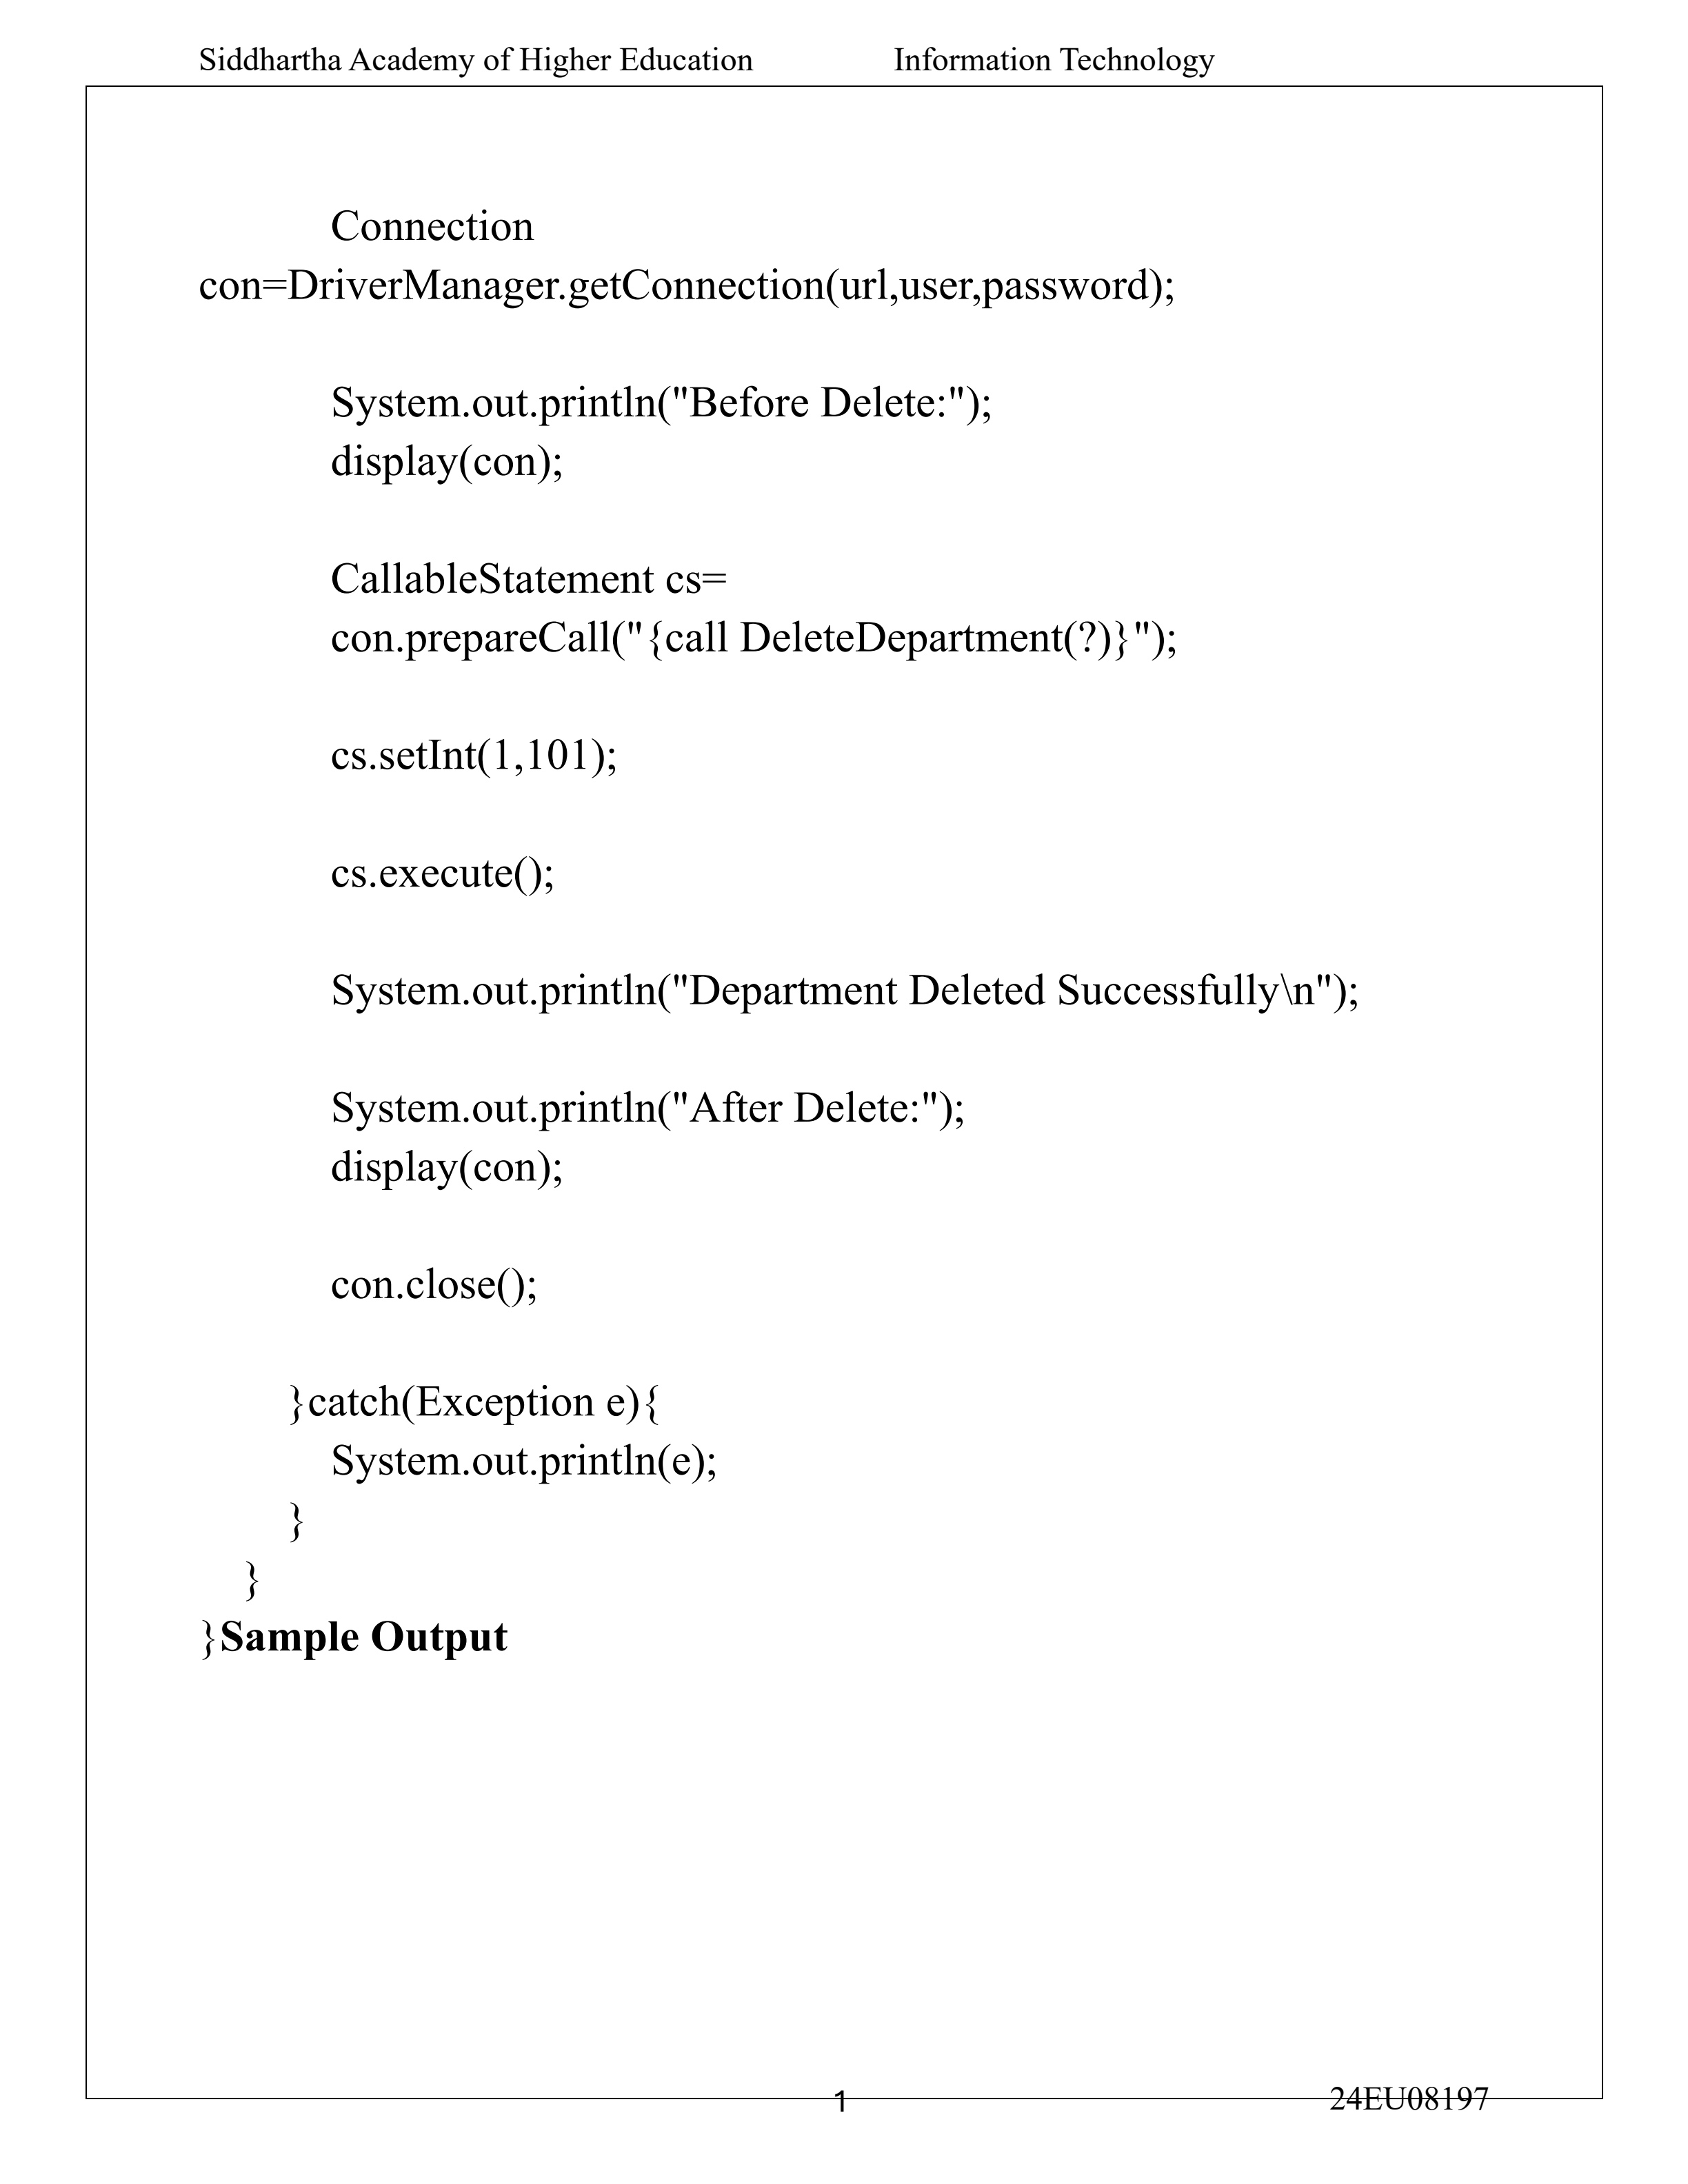 Siddhartha Academy of Higher Education Information Technology
Connection
con=DriverManager.getConnection(url,user,password);
System.out.println("Before Delete:");
display(con);
CallableStatement cs=
con.prepareCall("{call DeleteDepartment(?)}");
cs.setInt(1,101);
cs.execute();
System.out.println("Department Deleted Successfully\n");
System.out.println("After Delete:");
display(con);
con.close();
}catch(Exception e){
System.out.println(e);
}
}
}Sample Output
1 24EU08197